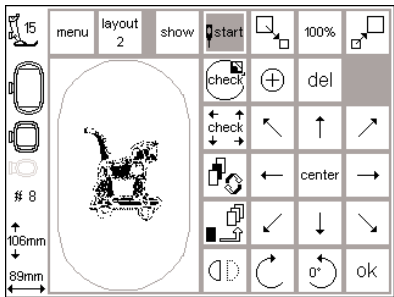 15
menu
layout
2
show
start
100%
check
del
check
center
# 8
106mm
89mm
0°
ok